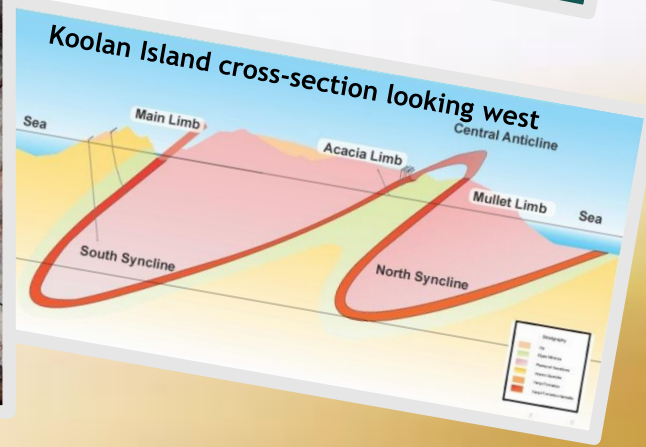 Koolan Island cross-section looking west
Central Anticline
Sea
Main Limb
Acacia Limb
Mullet Limb
Sea
South Syncline
North Syncline
Stratigraphy